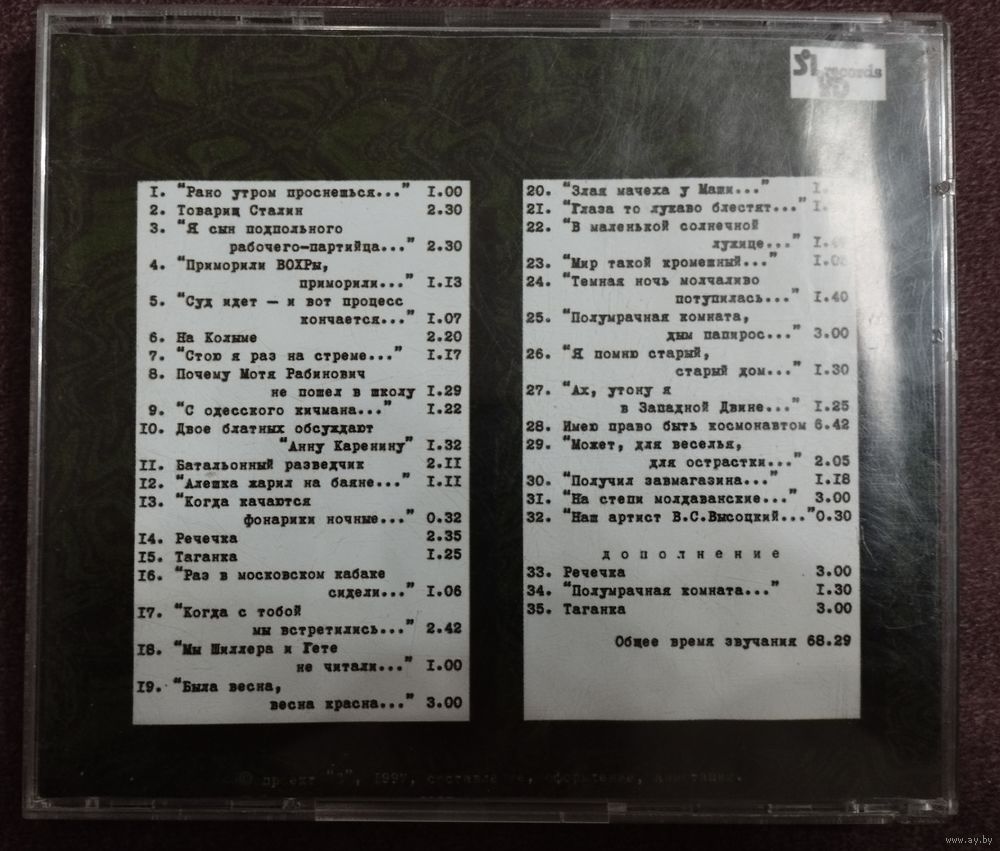 records
1. "Рано утром проснешься..." I.00
2. Товарищ Сталин 2.30
3. "Я сын подпольного
рабочего-партийца..." 2.30
4. "Приморили ВОХРы,
приморили..." I.I3
5. "Суд идет — и вот процесс
кончается..." I.07
6. На Колыме 2.20
7. "Стою я раз на стреме..." I.I7
8. Почему Мотя Рабинович
не пошел в школу I.29
9. "С одесского кичмана..." I.22
I0. Двое блатных обсуждают
"Анну Каренину" I.32
II. Батальонный разведчик 2.II
I2. "Алешка жарил на баяне..." I.II
I3. "Когда качаются
фонарики ночные..." 0.32
I4. Речечка 2.35
I5. Таганка I.25
I6. "Раз в московском кабаке
сидели..." I.06
I7. "Когда с тобой
мы встретились..." 2.42
I8. "Мы Шиллера и Гете
не читали..." I.00
I9. "Была весна,
весна красна..." 3.00
20. "Злая мачеха у Маши..."
2I. "Глаза то лукаво блестят..."
22. "В маленькой солнечной
лужице..."
23. "Мир такой кромешный..."
24. "Темная ночь молчаливо
потупилась..." I.40
25. "Полумрачная комната,
дым папирос..." 3.00
26. "Я помню старый,
старый дом..." I.30
27. "Ах, утону я
в Западной Двине..." I.25
28. Имею право быть космонавтом 6.42
29. "Может, для веселья,
для острастки..." 2.05
30. "Получил завмагазина..." I.I8
3I. "На степи молдаванские..." 3.00
32. "Наш артист В.С.Высоцкий..."0.30
дополнение
33. Речечка 3.00
34. "Полумрачная комната..." I.30
35. Таганка 3.00
Общее время звучания 68.29
© проект "З", I997, составление, оформление, аннотация.
www.ay.by